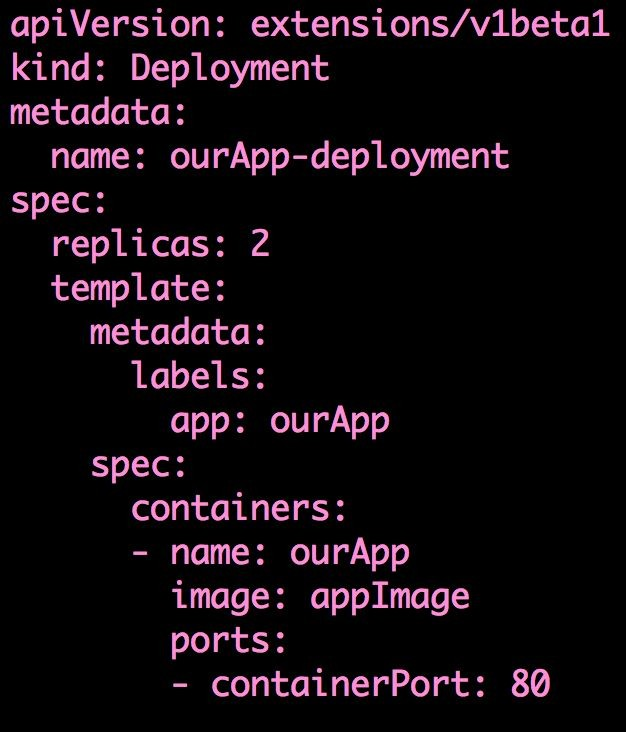 apiVersion: extensions/v1beta1
kind: Deployment
metadata:
  name: ourApp-deployment
spec:
  replicas: 2
  template:
    metadata:
      labels:
        app: ourApp
    spec:
      containers:
      - name: ourApp
        image: appImage
        ports:
        - containerPort: 80